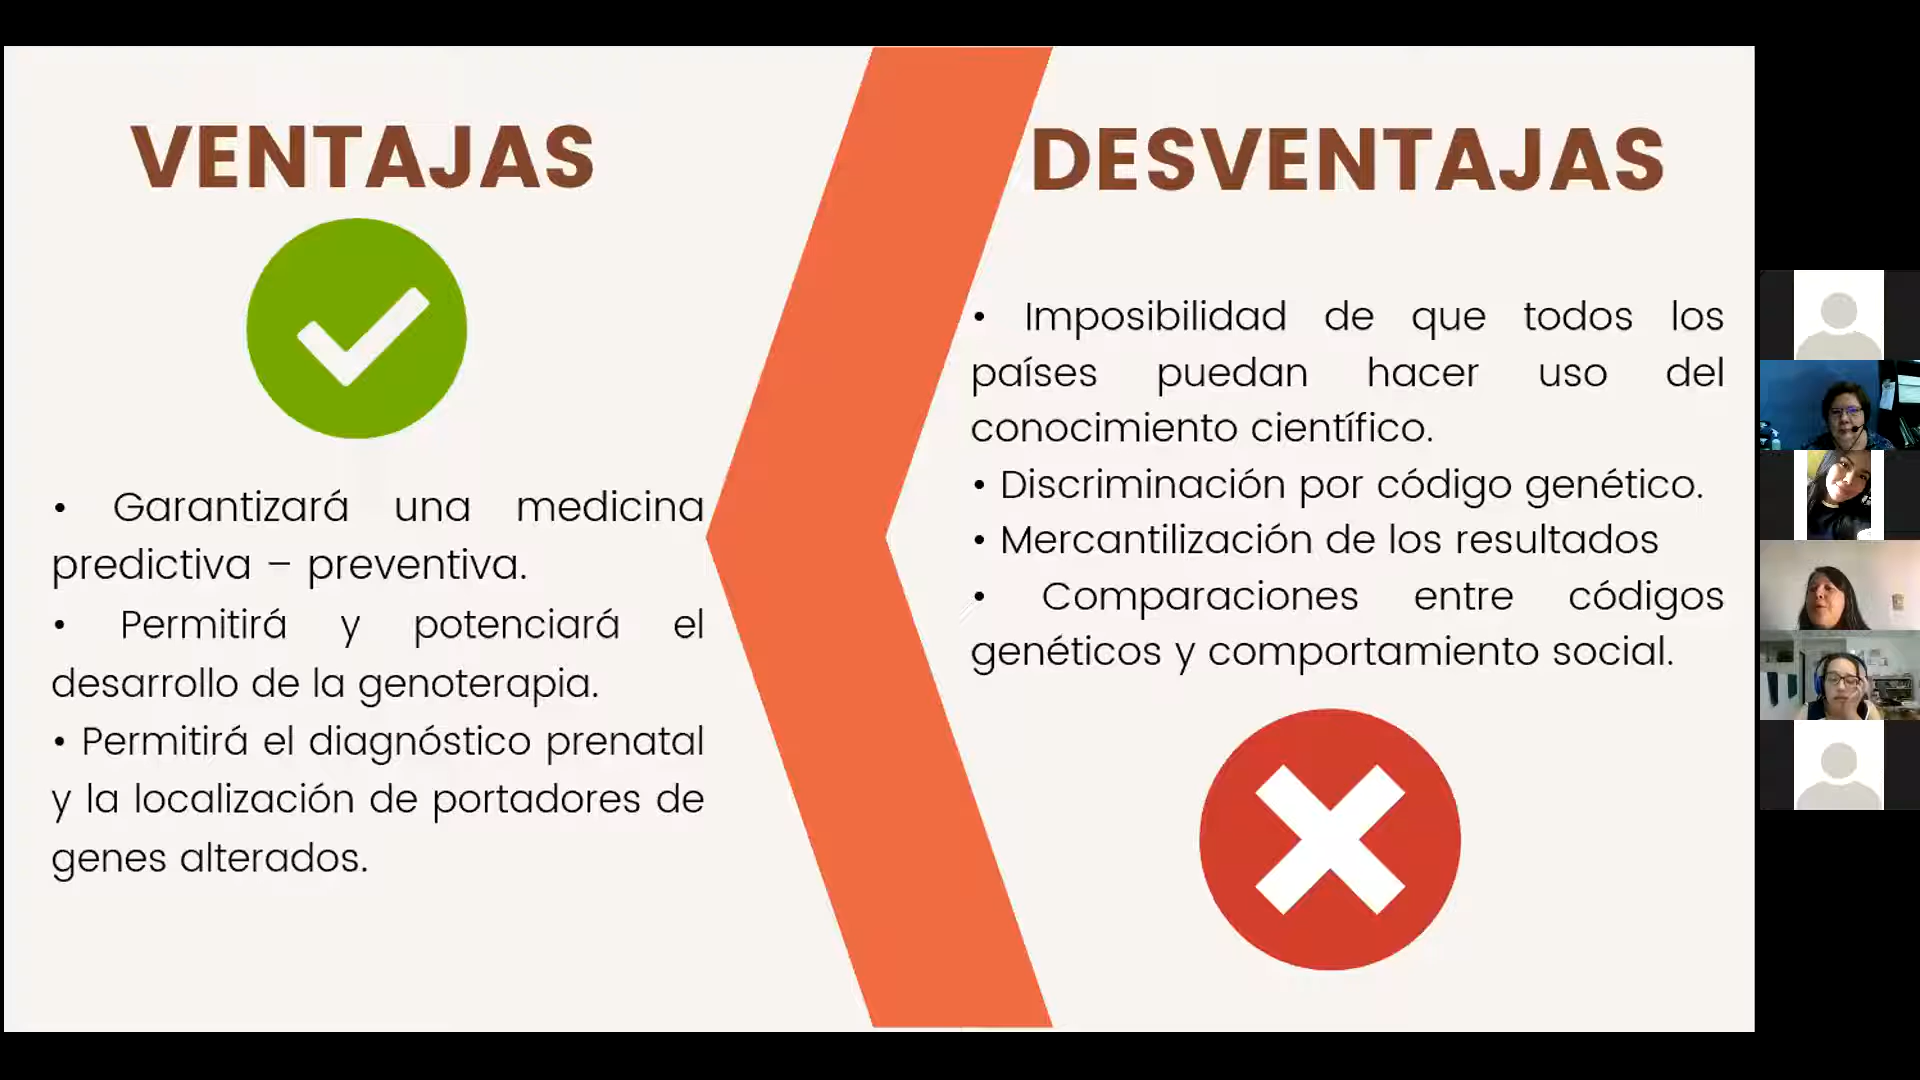 VENTAJAS
• Garantizará una medicina
predictiva – preventiva.
• Permitirá y potenciará el
desarrollo de la genoterapia.
• Permitirá el diagnóstico prenatal
y la localización de portadores de
genes alterados.
DESVENTAJAS
• Imposibilidad de que todos los
países puedan hacer uso del
conocimiento científico.
• Discriminación por código genético.
• Mercantilización de los resultados
• Comparaciones entre códigos
genéticos y comportamiento social.